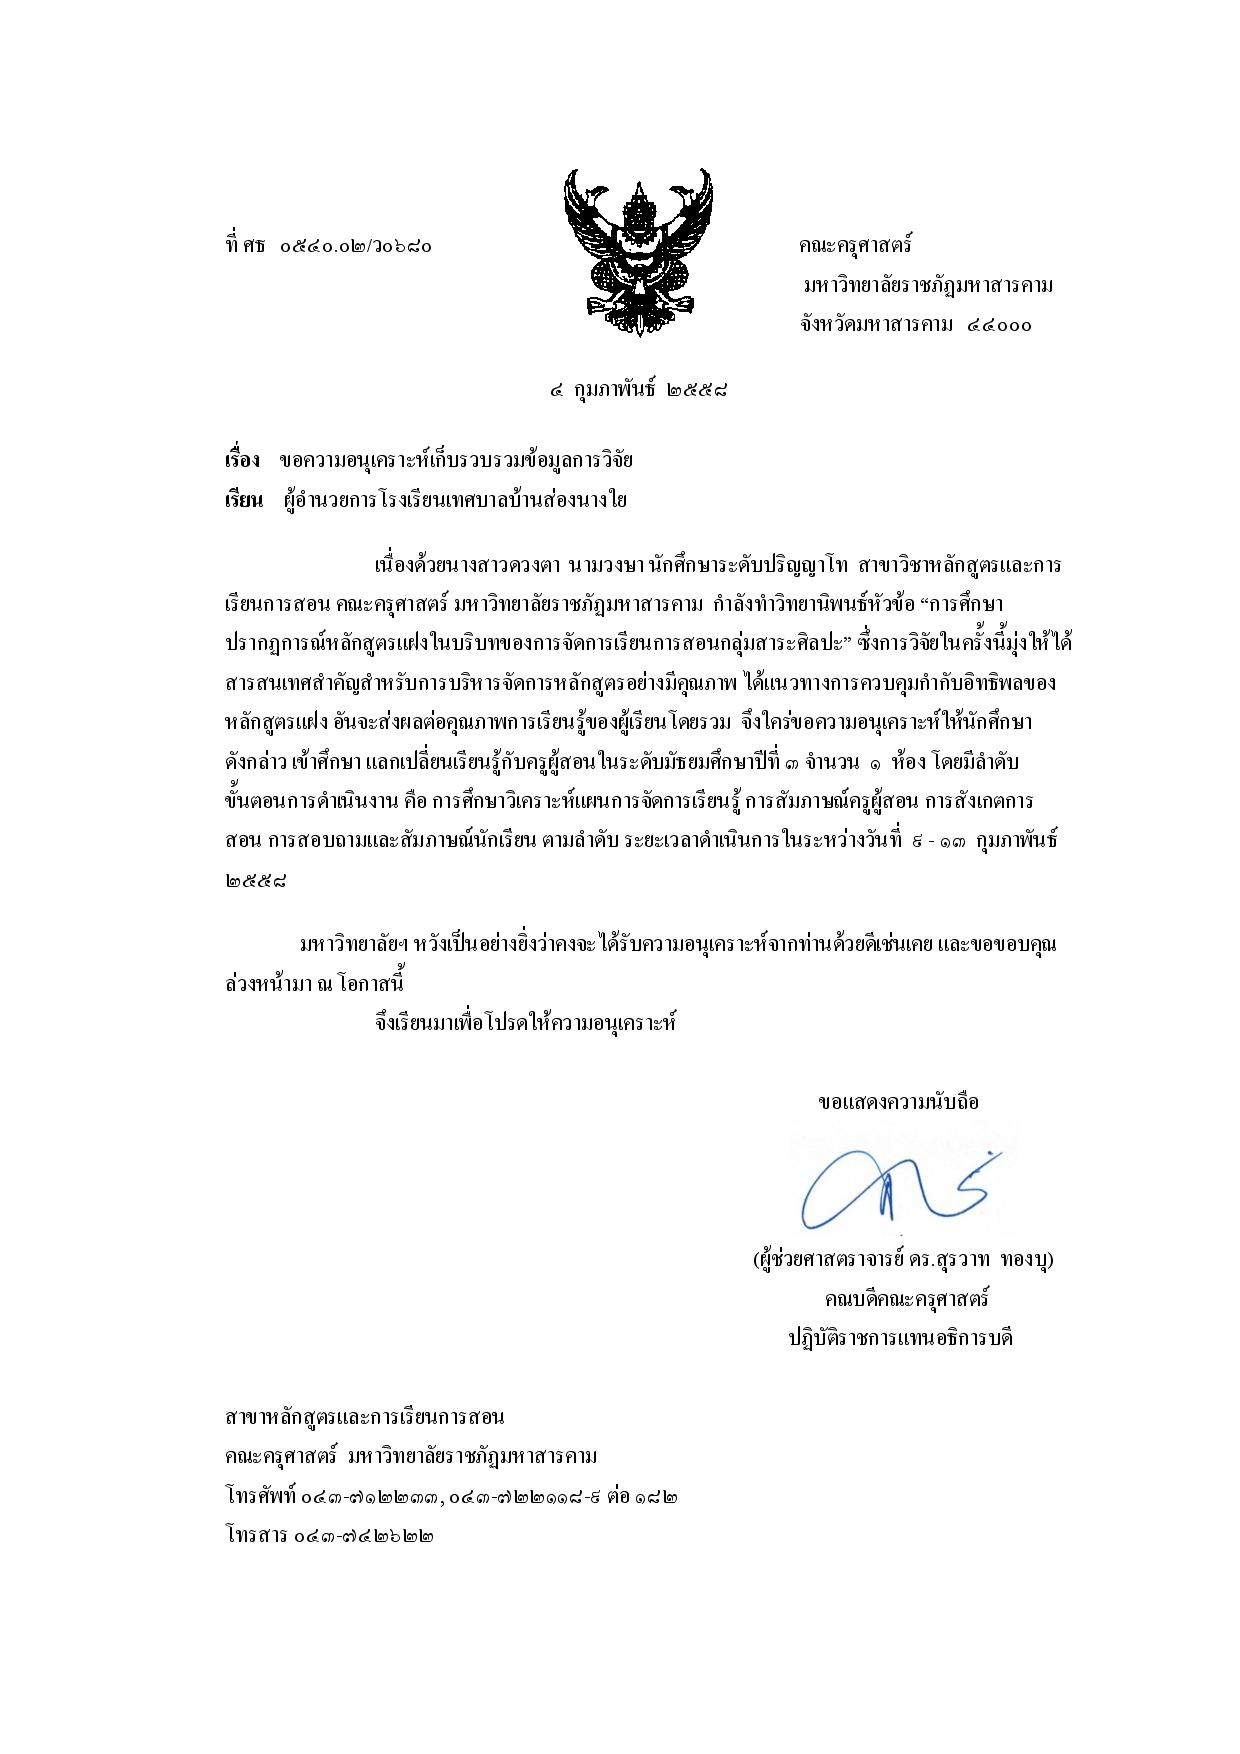 ที่ ศธ ๐๕๔๐.๐๒/ว๐๖๘๐
คณะครุศาสตร์
มหาวิทยาลัยราชภัฏมหาสารคาม
จังหวัดมหาสารคาม ๔๔๐๐๐
๔ กุมภาพันธ์ ๒๕๕๘
เรื่อง ขอความอนุเคราะห์เก็บรวบรวมข้อมูลการวิจัย
เรียน ผู้อำนวยการโรงเรียนเทศบาลบ้านส่องนางใย
เนื่องด้วยนางสาวดวงตา นามวงษา นักศึกษาระดับปริญญาโท สาขาวิชาหลักสูตรและการ
เรียนการสอน คณะครุศาสตร์ มหาวิทยาลัยราชภัฏมหาสารคาม กำลังทำวิทยานิพนธ์หัวข้อ “การศึกษา
ปรากฏการณ์หลักสูตรแฝงในบริบทของการจัดการเรียนการสอนกลุ่มสาระศิลปะ” ซึ่งการวิจัยในครั้งนี้มุ่งให้ได้
สารสนเทศสำคัญสำหรับการบริหารจัดการหลักสูตรอย่างมีคุณภาพ ได้แนวทางการควบคุมกำกับอิทธิพลของ
หลักสูตรแฝง อันจะส่งผลต่อคุณภาพการเรียนรู้ของผู้เรียนโดยรวม จึงใคร่ขอความอนุเคราะห์ให้นักศึกษา
ดังกล่าว เข้าศึกษา แลกเปลี่ยนเรียนรู้กับครูผู้สอนในระดับมัธยมศึกษาปีที่ ๓ จำนวน ๑ ห้อง โดยมีลำดับ
ขั้นตอนการดำเนินงาน คือ การศึกษาวิเคราะห์แผนการจัดการเรียนรู้ การสัมภาษณ์ครูผู้สอน การสังเกตการ
สอน การสอบถามและสัมภาษณ์นักเรียน ตามลำดับ ระยะเวลาดำเนินการในระหว่างวันที่ ๙ - ๑๓ กุมภาพันธ์
๒๕๕๘
มหาวิทยาลัยฯ หวังเป็นอย่างยิ่งว่าคงจะได้รับความอนุเคราะห์จากท่านด้วยดีเช่นเคย และขอขอบคุณ
ล่วงหน้ามา ณ โอกาสนี้
จึงเรียนมาเพื่อโปรดให้ความอนุเคราะห์
ขอแสดงความนับถือ
(ผู้ช่วยศาสตราจารย์ ดร.สุรวาท ทองบุ)
คณบดีคณะครุศาสตร์
ปฏิบัติราชการแทนอธิการบดี
สาขาหลักสูตรและการเรียนการสอน
คณะครุศาสตร์ มหาวิทยาลัยราชภัฏมหาสารคาม
โทรศัพท์ ๐๔๓-๗๑๒๒๓๓, ๐๔๓-๗๒๒๑๑๘-๙ ต่อ ๑๘๒
โทรสาร ๐๔๓-๗๔๒๖๒๒